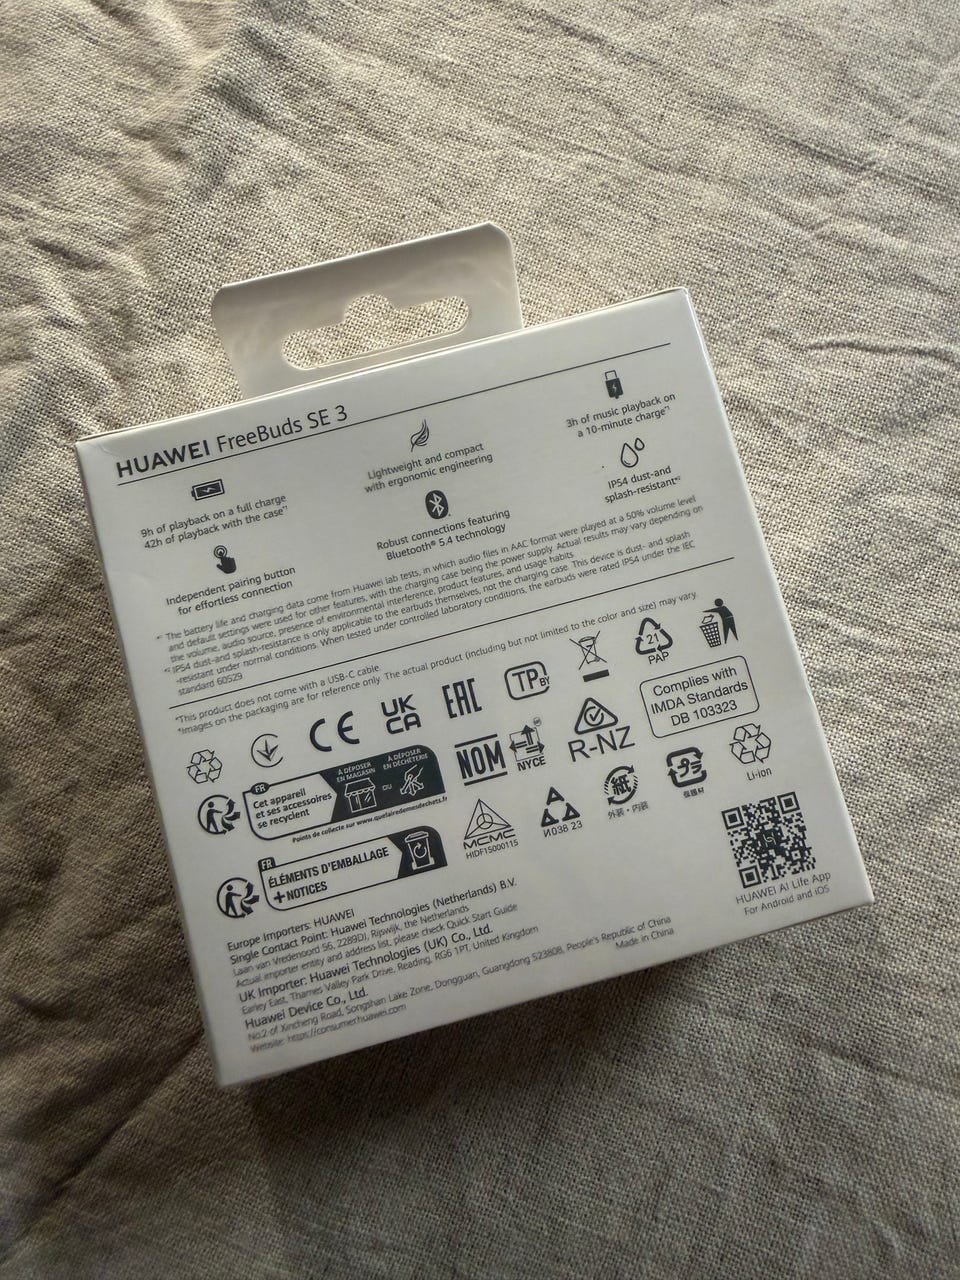 HUAWEI FreeBuds SE 3
9h of playback on a full charge
42h of playback with the case*1
Lightweight and compact
with ergonomic engineering
3h of music playback on
a 10-minute charge*1
Independent pairing button
for effortless connection
Robust connections featuring
Bluetooth® 5.4 technology
IP54 dust-and
splash-resistant*2
*1 The battery life and charging data come from Huawei lab tests, in which audio files in AAC format were played at a 50% volume level
and default settings were used for other features, with the charging case being the power supply. Actual results may vary depending on
the volume, audio source, presence of environmental interference, product features, and usage habits.
*2 IP54 dust-and splash-resistance is only applicable to the earbuds themselves, not the charging case. This device is dust- and splash
-resistant under normal conditions. When tested under controlled laboratory conditions, the earbuds were rated IP54 under the IEC
standard 60529
*This product does not come with a USB-C cable.
*Images on the packaging are for reference only. The actual product (including but not limited to the color and size) may vary.
CE
UK
CA
EAC
TP BY
21
PAP
Complies with
IMDA Standards
DB 103323
FR
Cet appareil
et ses accessoires
se recyclent
À DÉPOSER
EN MAGASIN
OU
À DÉPOSER
EN DÉCHÈTERIE
Points de collecte sur www.quefairedemesdechets.fr
NOM
NYCE
R-NZ
FR
ÉLÉMENTS D'EMBALLAGE
+NOTICES
MCMC
HIDF15000115
И038 23
紙
外装・内装
プラ
保護材
Li-ion
HUAWEI AI Life App
For Android and iOS
Europe Importers: HUAWEI
Single Contact Point: Huawei Technologies (Netherlands) B.V.
Laan van Vredenoord 56, 2289DJ, Rijswijk, the Netherlands
Actual importer entity and address list, please check Quick Start Guide
UK Importer: Huawei Technologies (UK) Co., Ltd.
Earley East, Thames Valley Park Drive, Reading, RG6 1PT, United Kingdom
Huawei Device Co., Ltd.
No.2 of Xincheng Road, Songshan Lake Zone, Dongguan, Guangdong 523808, People's Republic of China
Website: https://consumer.huawei.com
Made in China